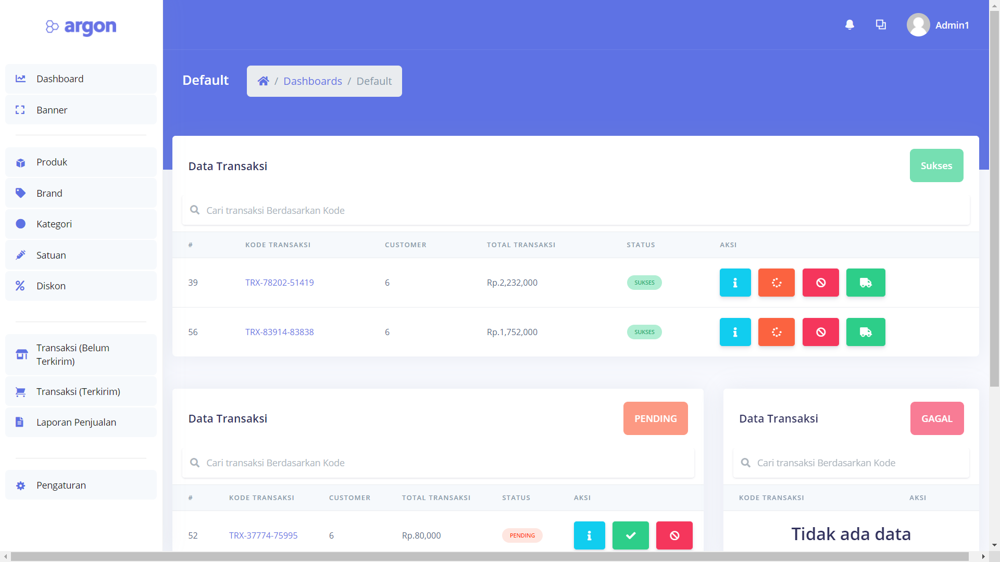 argon
Admin1
Dashboard
Banner
Produk
Brand
Kategori
Satuan
Diskon
Transaksi (Belum
Terkirim)
Transaksi (Terkirim)
Laporan Penjualan
Pengaturan
Default
/ Dashboards / Default
Data Transaksi
Sukses
Cari transaksi Berdasarkan Kode
# KODE TRANSAKSI CUSTOMER TOTAL TRANSAKSI STATUS AKSI
39 TRX-78202-51419 6 Rp.2,232,000 SUKSES
56 TRX-83914-83838 6 Rp.1,752,000 SUKSES
Data Transaksi
PENDING
Cari transaksi Berdasarkan Kode
# KODE TRANSAKSI CUSTOMER TOTAL TRANSAKSI STATUS AKSI
52 TRX-37774-75995 6 Rp.80,000 PENDING
Data Transaksi
GAGAL
Cari transaksi Berdasarkan Kode
KODE TRANSAKSI AKSI
Tidak ada data